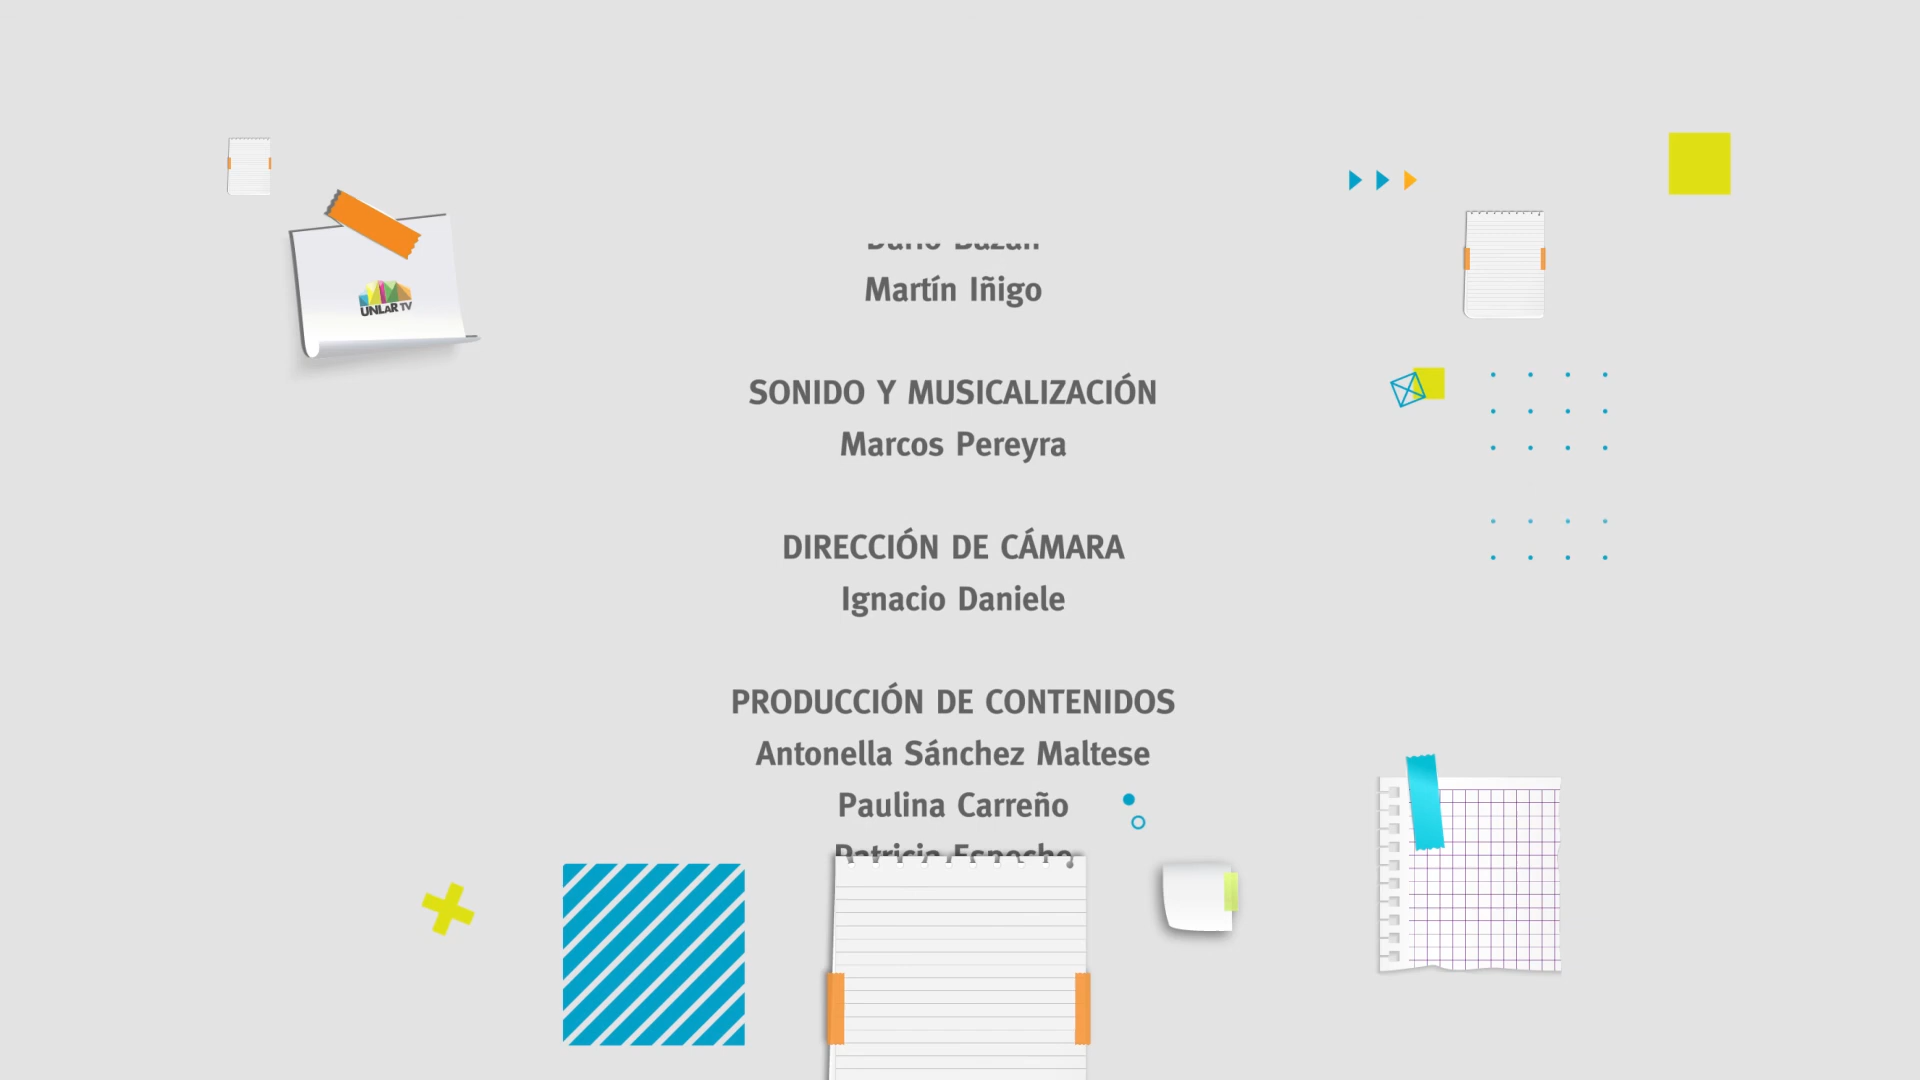 UNLaR TV
Martín Iñigo
SONIDO Y MUSICALIZACIÓN
Marcos Pereyra
DIRECCIÓN DE CÁMARA
Ignacio Daniele
PRODUCCIÓN DE CONTENIDOS
Antonella Sánchez Maltese
Paulina Carreño
Patricia